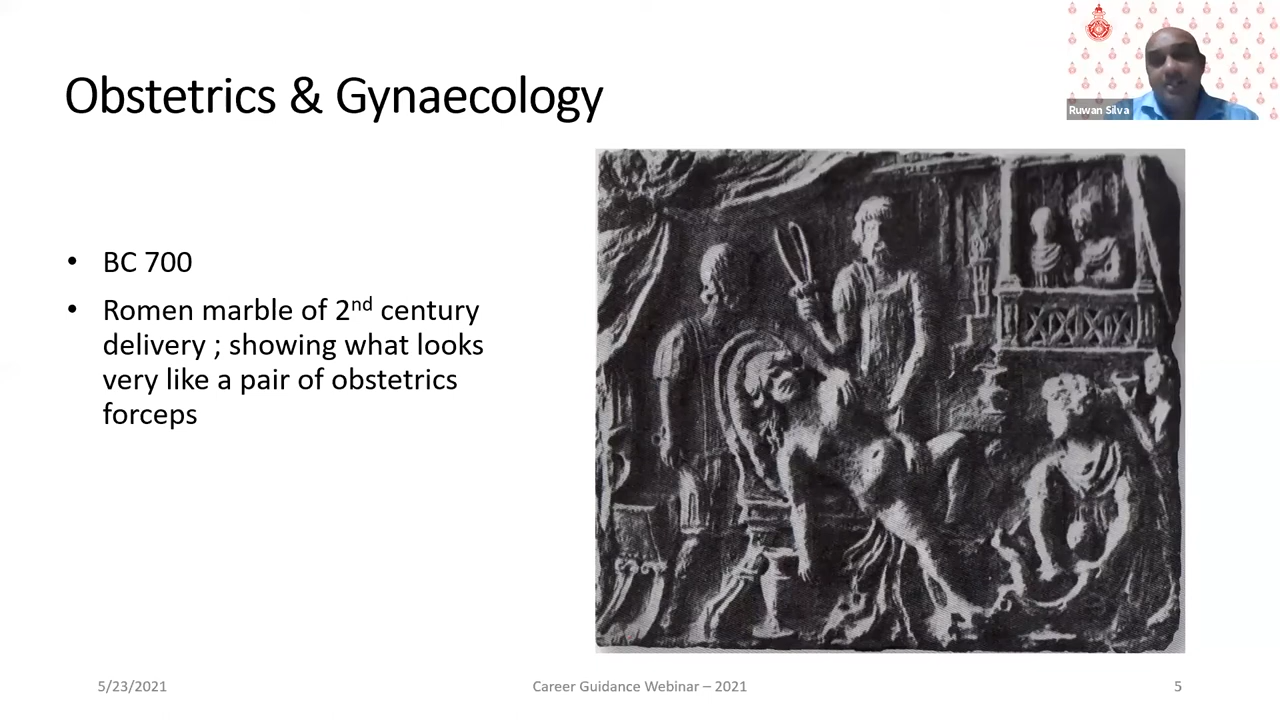 Obstetrics & Gynaecology
Ruwan Silva
• BC 700
• Romen marble of 2nd century
delivery ; showing what looks
very like a pair of obstetrics
forceps
5/23/2021
Career Guidance Webinar – 2021
5